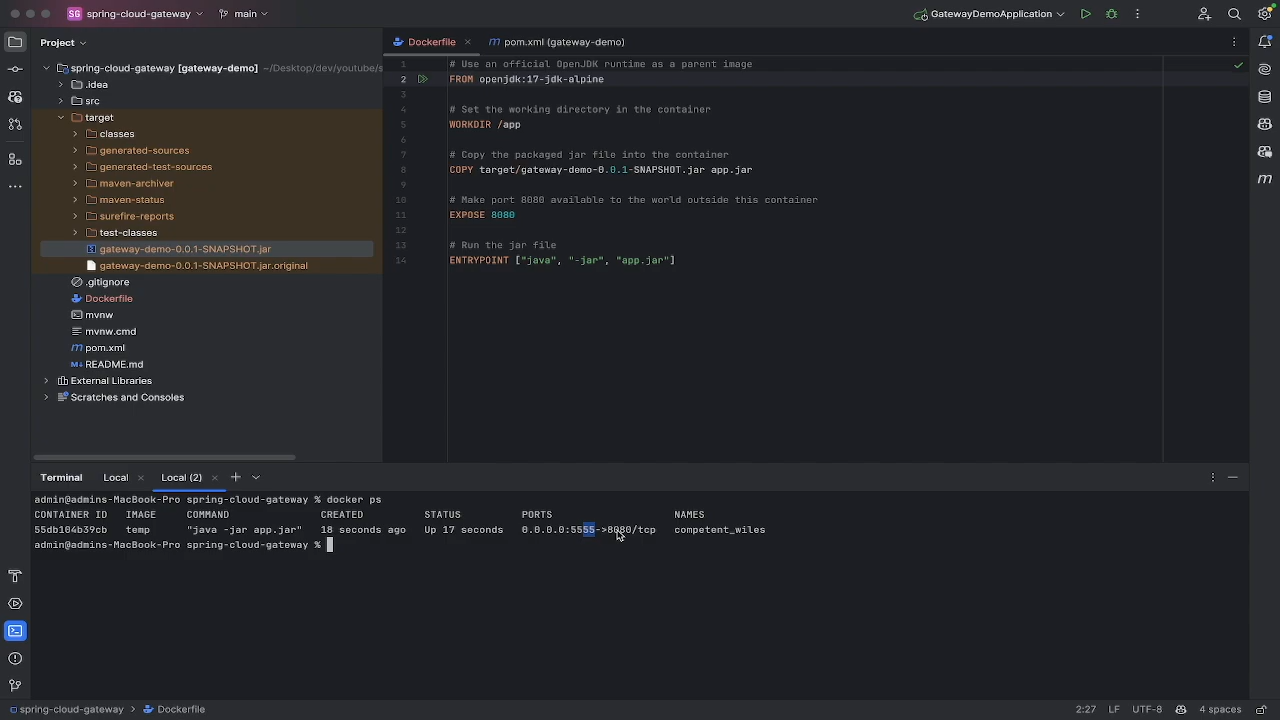 SG spring-cloud-gateway main GatewayDemoApplication
Project
Dockerfile pom.xml (gateway-demo)
spring-cloud-gateway [gateway-demo] ~/Desktop/dev/youtube/s
.idea
src
target
classes
generated-sources
generated-test-sources
maven-archiver
maven-status
surefire-reports
test-classes
gateway-demo-0.0.1-SNAPSHOT.jar
gateway-demo-0.0.1-SNAPSHOT.jar.original
.gitignore
Dockerfile
mvnw
mvnw.cmd
pom.xml
README.md
External Libraries
Scratches and Consoles
1 # Use an official OpenJDK runtime as a parent image
2 FROM openjdk:17-jdk-alpine
3
4 # Set the working directory in the container
5 WORKDIR /app
6
7 # Copy the packaged jar file into the container
8 COPY target/gateway-demo-0.0.1-SNAPSHOT.jar app.jar
9
10 # Make port 8080 available to the world outside this container
11 EXPOSE 8080
12
13 # Run the jar file
14 ENTRYPOINT ["java", "-jar", "app.jar"]
Terminal Local Local (2)
admin@admins-MacBook-Pro spring-cloud-gateway % docker ps
CONTAINER ID IMAGE COMMAND CREATED STATUS PORTS NAMES
55db104b39cb temp "java -jar app.jar" 18 seconds ago Up 17 seconds 0.0.0.0:5555->8080/tcp competent_wiles
admin@admins-MacBook-Pro spring-cloud-gateway %
spring-cloud-gateway > Dockerfile 2:27 LF UTF-8 4 spaces